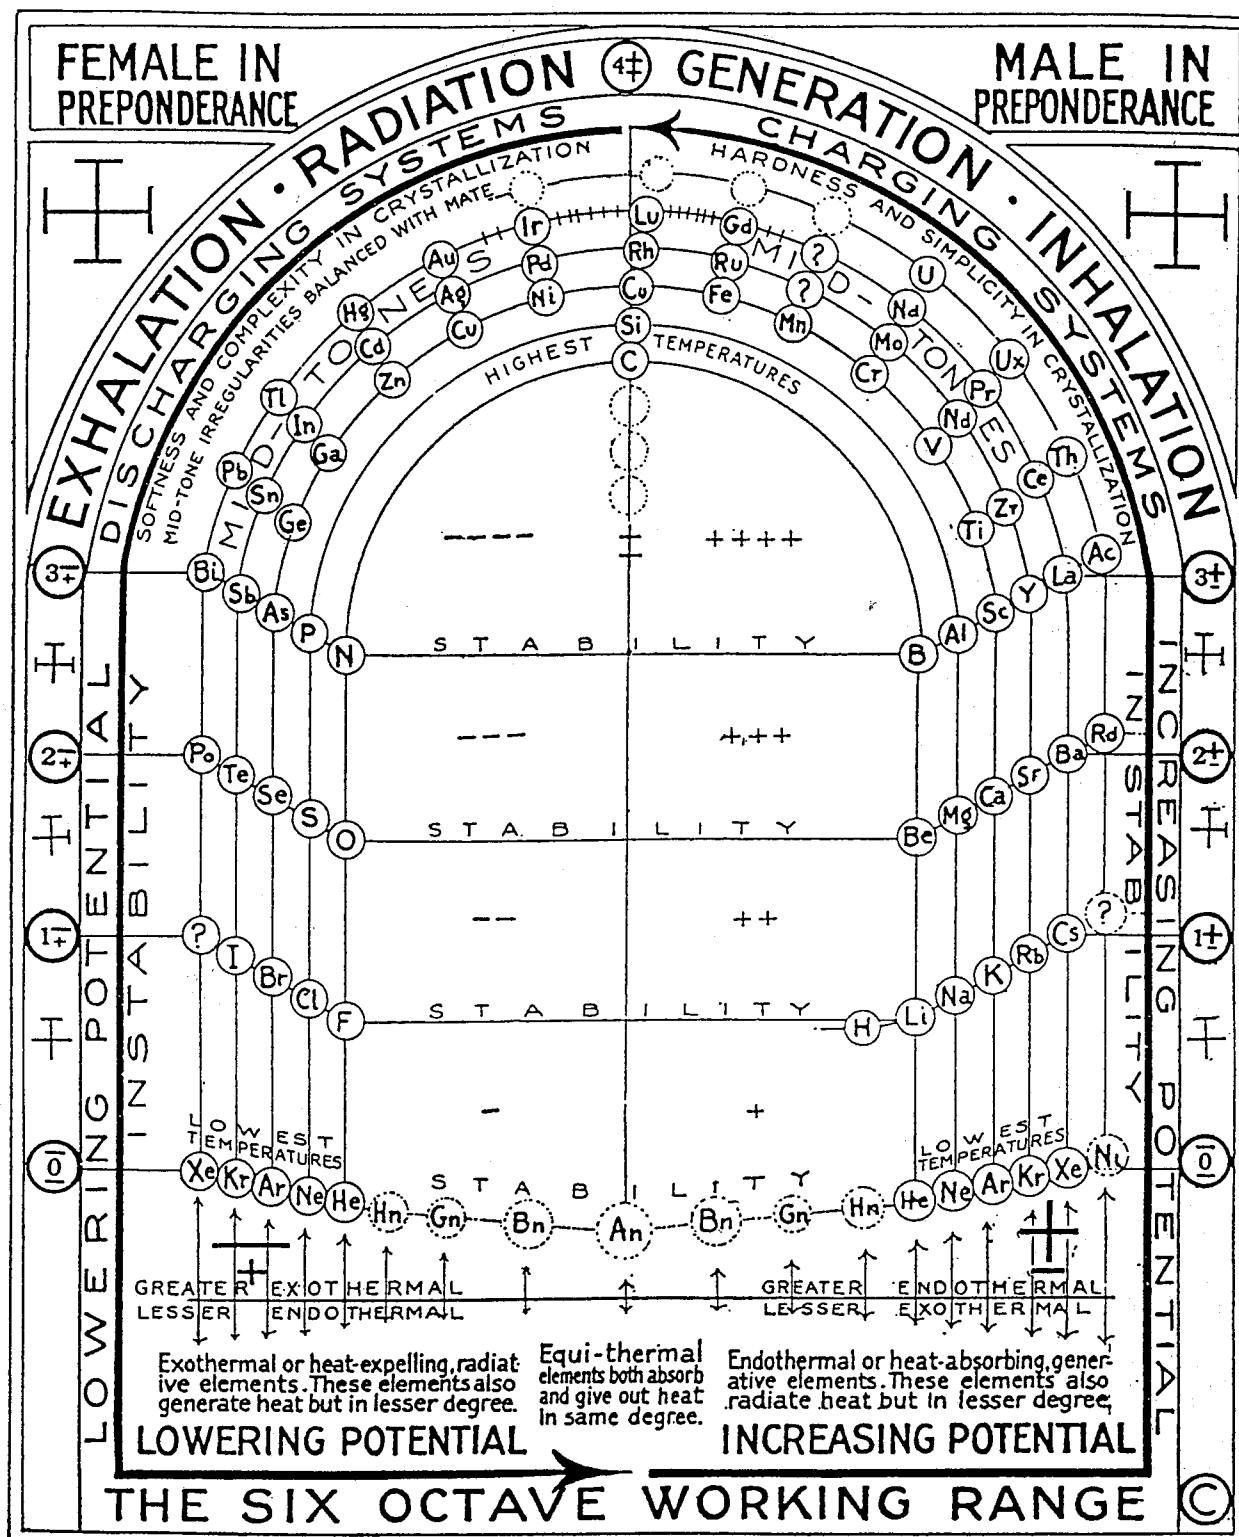 FEMALE IN
PREPONDERANCE
MALE IN
PREPONDERANCE
EXHALATION · RADIATION
4‡
GENERATION · INHALATION
DISCHARGING SYSTEMS
CHARGING SYSTEMS
SOFTNESS AND COMPLEXITY IN CRYSTALLIZATION
MID-TONE IRREGULARITIES BALANCED WITH MATE
HARDNESS AND SIMPLICITY IN CRYSTALLIZATION
MID-TONES
MID-TONES
HIGHEST TEMPERATURES
Ir Lu Gd ?
Au Pd Rh Ru ? U
Hg Ag Ni Cu Fe Mn Nd
Cd Cu Si Mo Ux
Zn C Cr Pr
Tl In Nd
Pb Ga V Th
Sn Ce
Ge Ti Zr
---- ++++
3 Bi La Ac 3±
Sb Y
As Sc
P Al
N STABILITY B
--- +++
2 Po Ba Rd 2±
Te Sr
Se Ca
S Mg
O STABILITY Be
-- ++
1 ? Cs ? 1±
I Rb
Br K
Cl Na
F STABILITY H Li
- +
LOWEST
TEMPERATURES
LOWEST
TEMPERATURES
STABILITY
0 Xe Kr Ar Ne He Hn Gn Bn An Bn Gn Hn He Ne Ar Kr Xe Ni 0
LOWERING POTENTIAL
INSTABILITY
INSTABILITY
INCREASING POTENTIAL
GREATER EXOTHERMAL
LESSER ENDOTHERMAL
GREATER ENDOTHERMAL
LESSER EXOTHERMAL
Exothermal or heat-expelling, radiat-
ive elements. These elements also
generate heat but in lesser degree.
LOWERING POTENTIAL
Equi-thermal
elements both absorb
and give out heat
in same degree.
Endothermal or heat-absorbing, gener-
ative elements. These elements also
radiate heat but in lesser degree,
INCREASING POTENTIAL
THE SIX OCTAVE WORKING RANGE ©